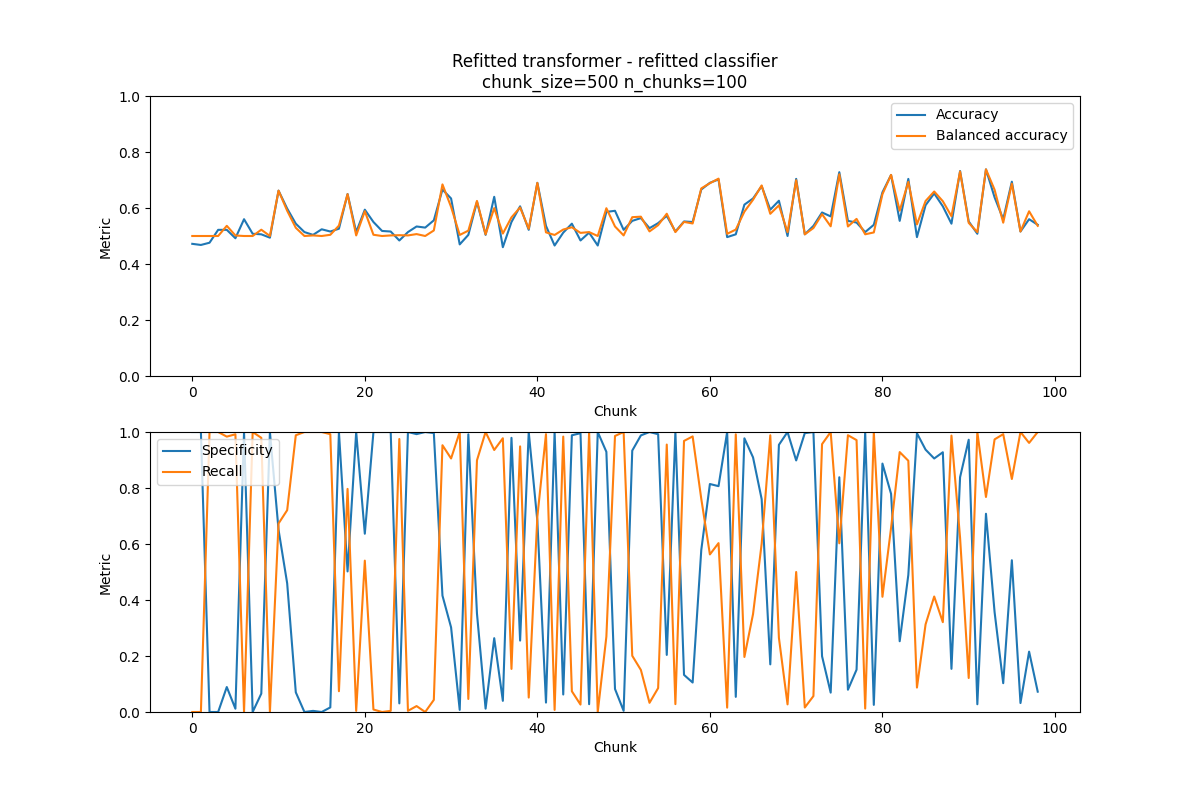 Refitted transformer - refitted classifier
chunk_size=500 n_chunks=100
1.0
0.8
0.6
0.4
0.2
0.0
Metric
Accuracy
Balanced accuracy
0 20 40 60 80 100
Chunk
1.0
0.8
0.6
0.4
0.2
0.0
Metric
Specificity
Recall
0 20 40 60 80 100
Chunk